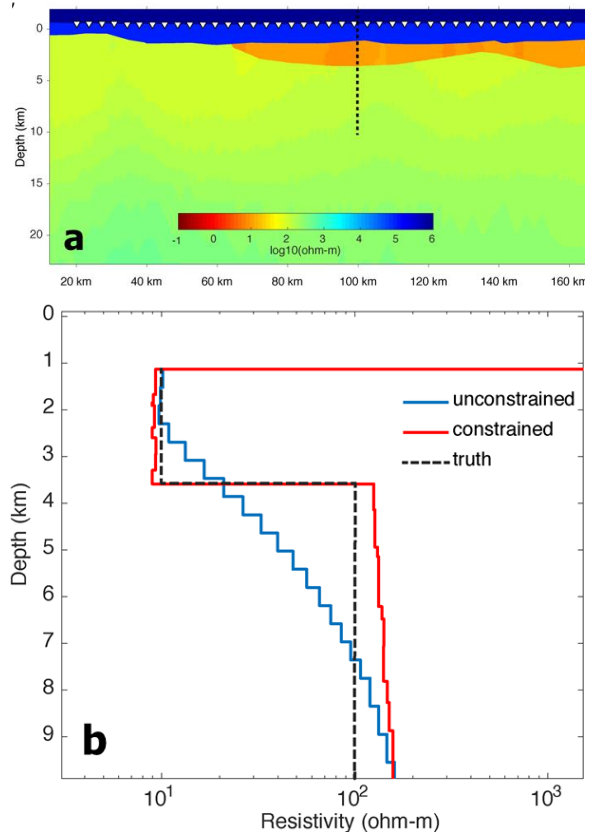 0
5
10
15
20
Depth (km)
a
-1 0 1 2 3 4 5 6
log10(ohm-m)
20 km 40 km 60 km 80 km 100 km 120 km 140 km 160 km
0
1
2
3
4
5
6
7
8
9
Depth (km)
unconstrained
constrained
truth
b
10¹ 10² 10³
Resistivity (ohm-m)